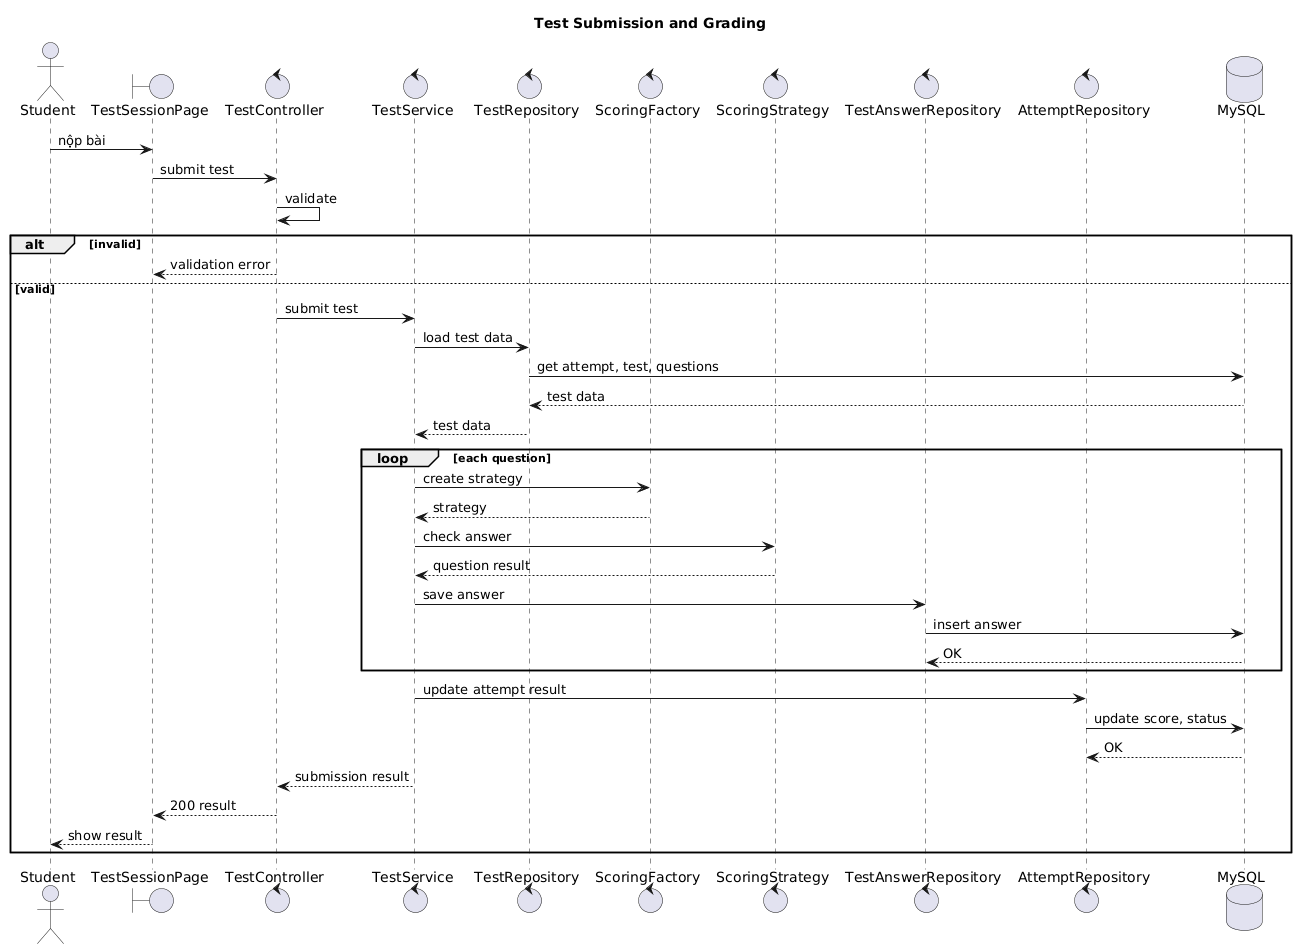 Test Submission and Grading
Student TestSessionPage TestController TestService TestRepository ScoringFactory ScoringStrategy TestAnswerRepository AttemptRepository MySQL
nộp bài
submit test
validate
alt [invalid]
validation error
[valid]
submit test
load test data
get attempt, test, questions
test data
test data
loop [each question]
create strategy
strategy
check answer
question result
save answer
insert answer
OK
update attempt result
update score, status
OK
submission result
200 result
show result
Student TestSessionPage TestController TestService TestRepository ScoringFactory ScoringStrategy TestAnswerRepository AttemptRepository MySQL